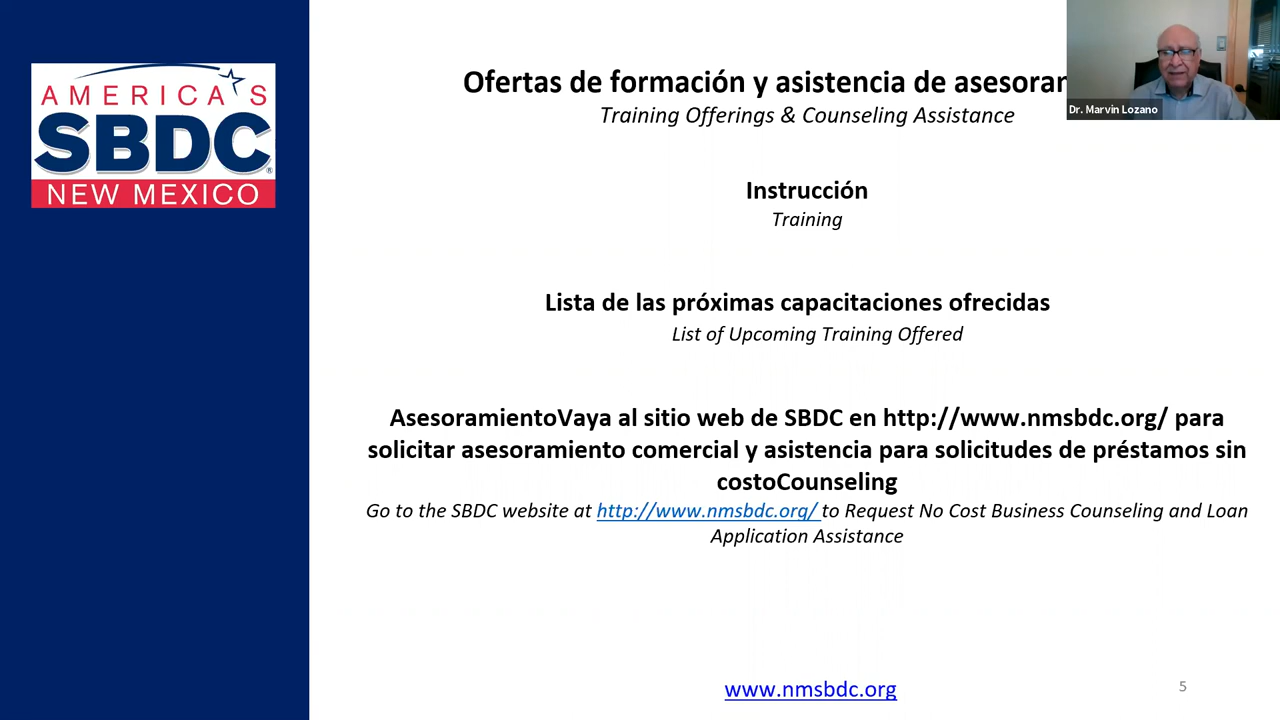 AMERICA'S
SBDC
NEW MEXICO
Ofertas de formación y asistencia de
Training Offerings & Counseling Assistance
Dr. Marvin Lozano
Instrucción
Training
Lista de las próximas capacitaciones ofrecidas
List of Upcoming Training Offered
AsesoramientoVaya al sitio web de SBDC en http://www.nmsbdc.org/ para
solicitar asesoramiento comercial y asistencia para solicitudes de préstamos sin
costoCounseling
Go to the SBDC website at http://www.nmsbdc.org/ to Request No Cost Business Counseling and Loan
Application Assistance
www.nmsbdc.org
5